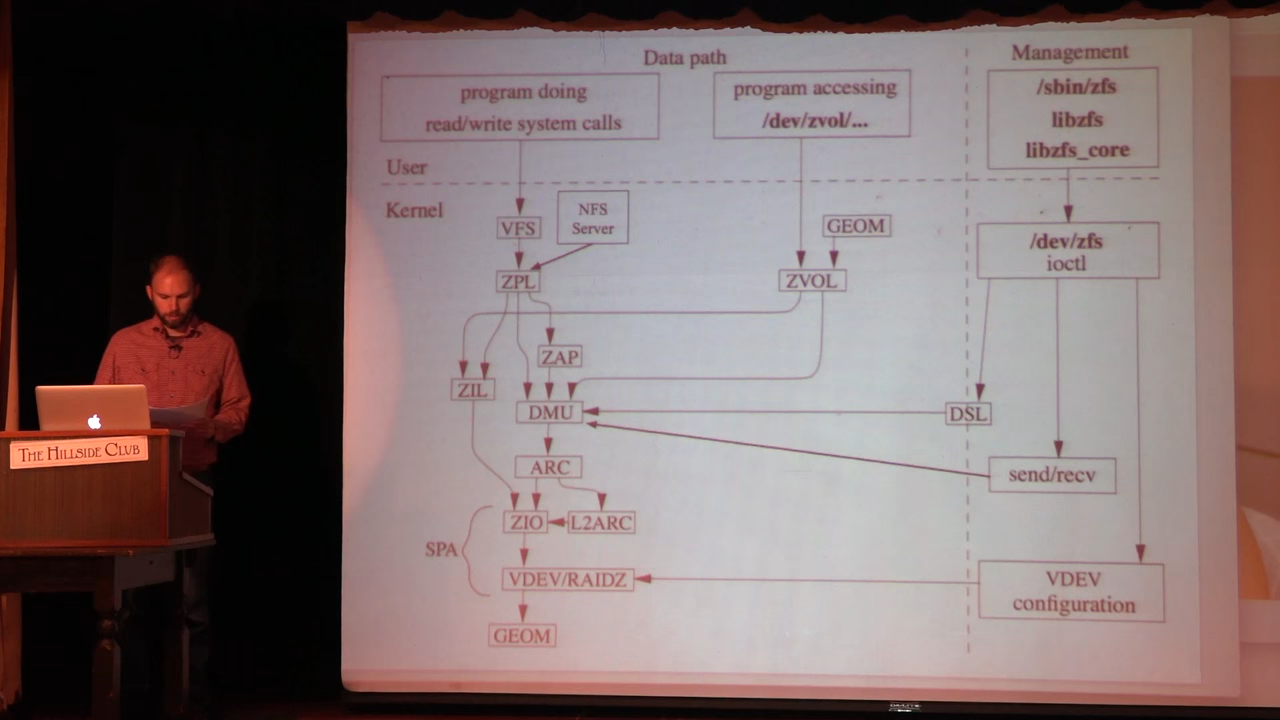 Data path
Management
program doing
read/write system calls
program accessing
/dev/zvol/...
/sbin/zfs
libzfs
libzfs_core
User
Kernel
VFS
NFS
Server
GEOM
/dev/zfs
ioctl
ZPL
ZVOL
ZAP
ZIL
DMU
DSL
ARC
send/recv
ZIO
L2ARC
SPA
VDEV/RAIDZ
VDEV
configuration
GEOM
THE HILLSIDE CLUB